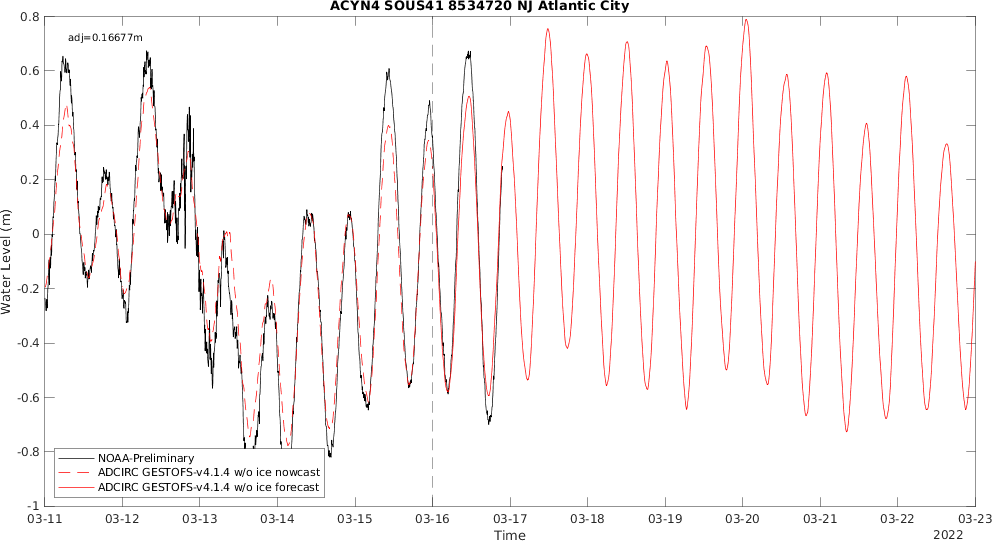 ACYN4 SOUS41 8534720 NJ Atlantic City
adj=0.16677m
0.8
0.6
0.4
0.2
0
-0.2
-0.4
-0.6
-0.8
-1
Water Level (m)
NOAA-Preliminary
ADCIRC GESTOFS-v4.1.4 w/o ice nowcast
ADCIRC GESTOFS-v4.1.4 w/o ice forecast
03-11 03-12 03-13 03-14 03-15 03-16 03-17 03-18 03-19 03-20 03-21 03-22 03-23
Time
2022